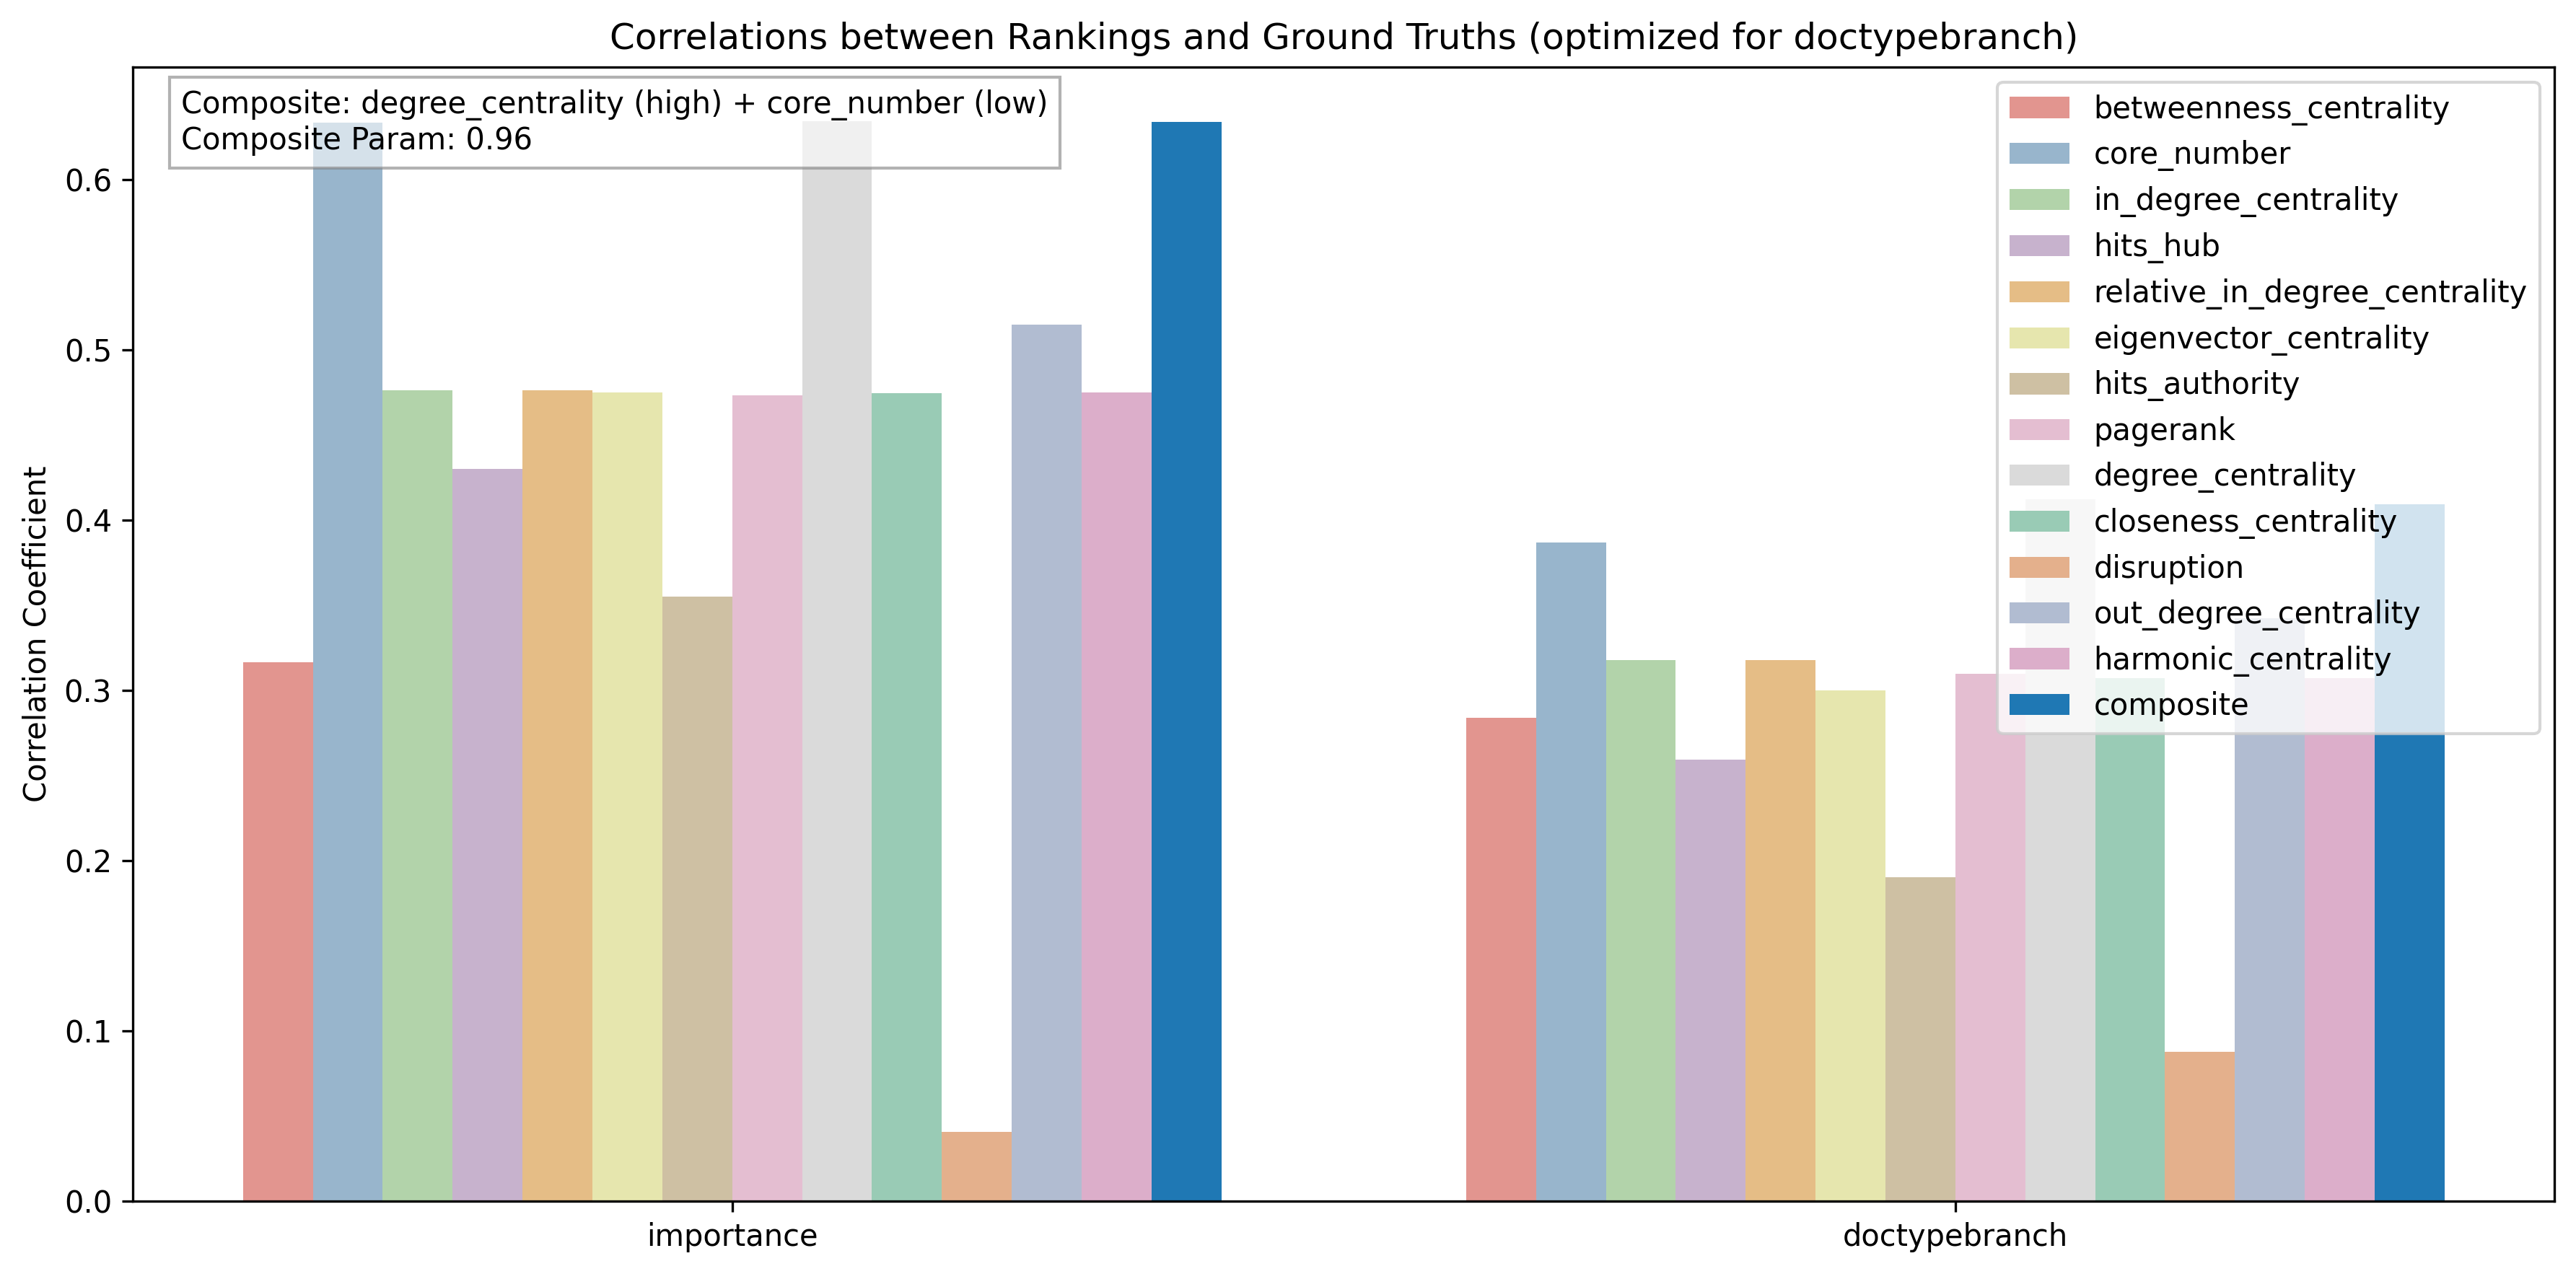 Correlations between Rankings and Ground Truths (optimized for doctypebranch)
Composite: degree_centrality (high) + core_number (low)
Composite Param: 0.96
betweenness_centrality
core_number
in_degree_centrality
hits_hub
relative_in_degree_centrality
eigenvector_centrality
hits_authority
pagerank
degree_centrality
closeness_centrality
disruption
out_degree_centrality
harmonic_centrality
composite
Correlation Coefficient
0.6
0.5
0.4
0.3
0.2
0.1
0.0
importance
doctypebranch